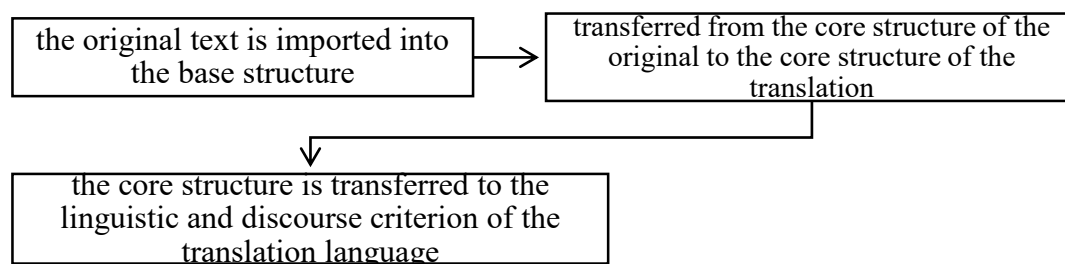 the original text is imported into
the base structure
transferred from the core structure of the
original to the core structure of the
translation
the core structure is transferred to the
linguistic and discourse criterion of the
translation language